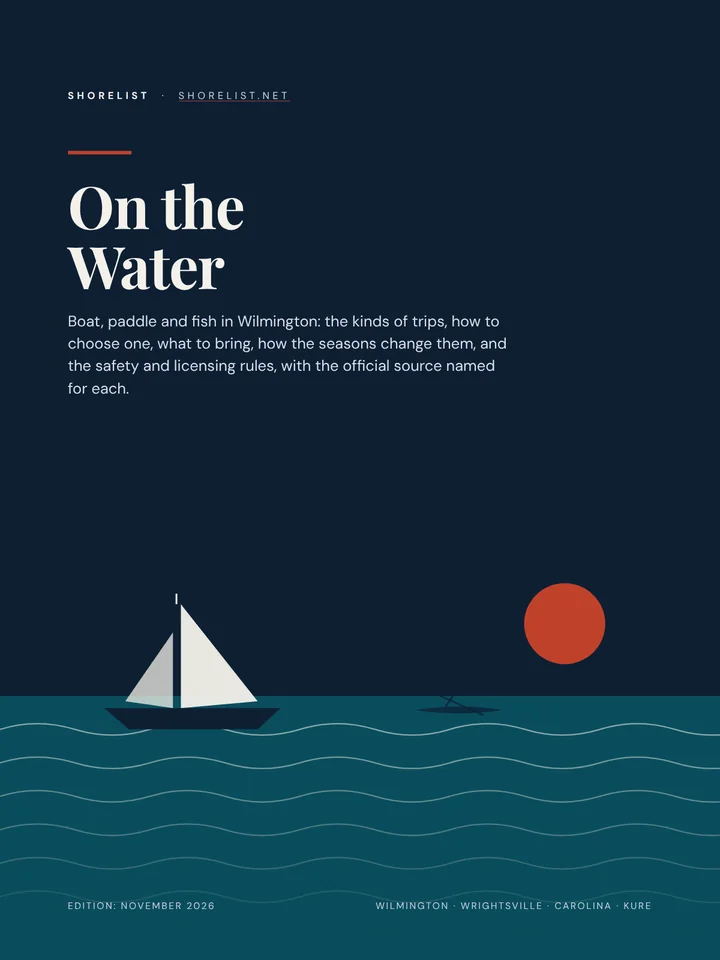 SHORELIST · SHORELIST.NET
On the
Water
Boat, paddle and fish in Wilmington: the kinds of trips, how to
choose one, what to bring, how the seasons change them, and
the safety and licensing rules, with the official source named
for each.
EDITION: NOVEMBER 2026
WILMINGTON · WRIGHTSVILLE · CAROLINA · KURE